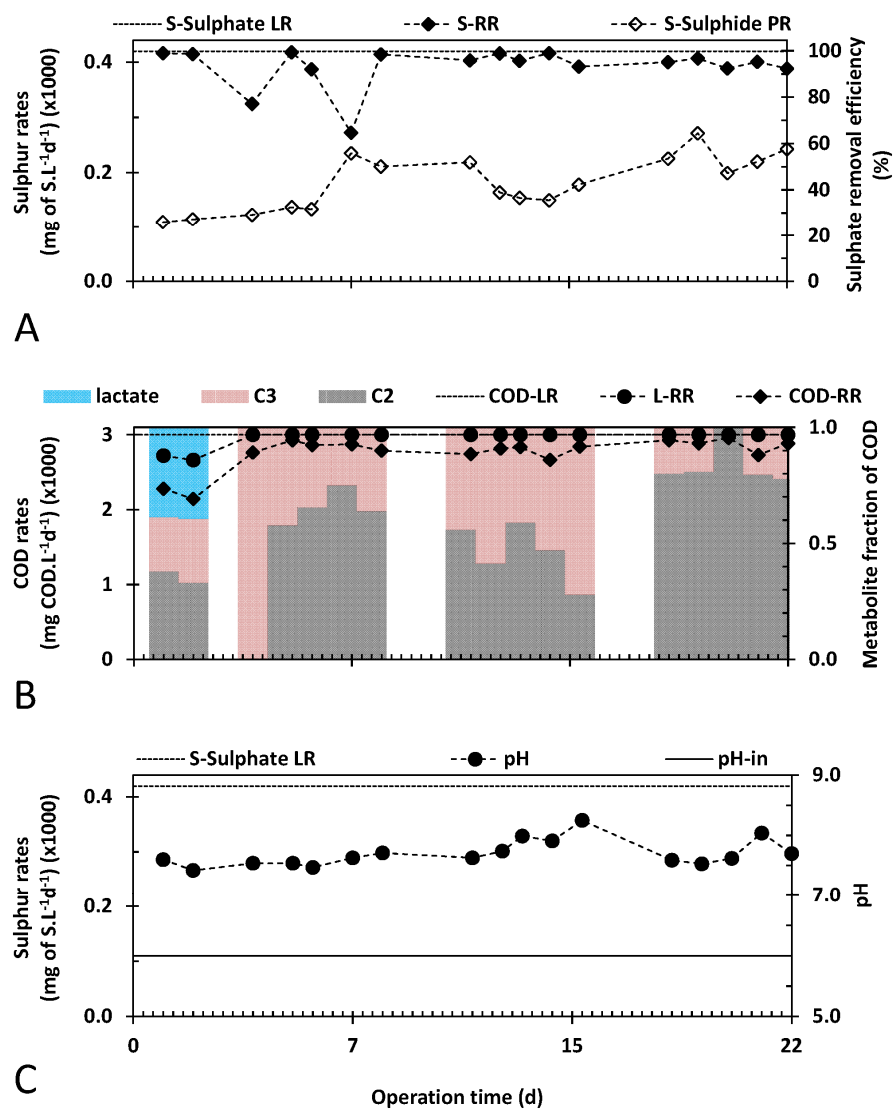 S-Sulphate LR S-RR S-Sulphide PR
Sulphur rates
(mg of S.L⁻¹d⁻¹) (x1000)
0.4
0.2
0.0
100
80
60
40
20
0
Sulphate removal efficiency
(%)
A
lactate C3 C2 COD-LR L-RR COD-RR
COD rates
(mg COD.L⁻¹d⁻¹) (x1000)
3
2
1
0
1.0
0.5
0.0
Metabolite fraction of COD
0 7 15 22
B
S-Sulphate LR pH pH-in
Sulphur rates
(mg of S.L⁻¹d⁻¹) (x1000)
0.4
0.2
0.0
9.0
7.0
5.0
pH
0 7 15 22
C
Operation time (d)